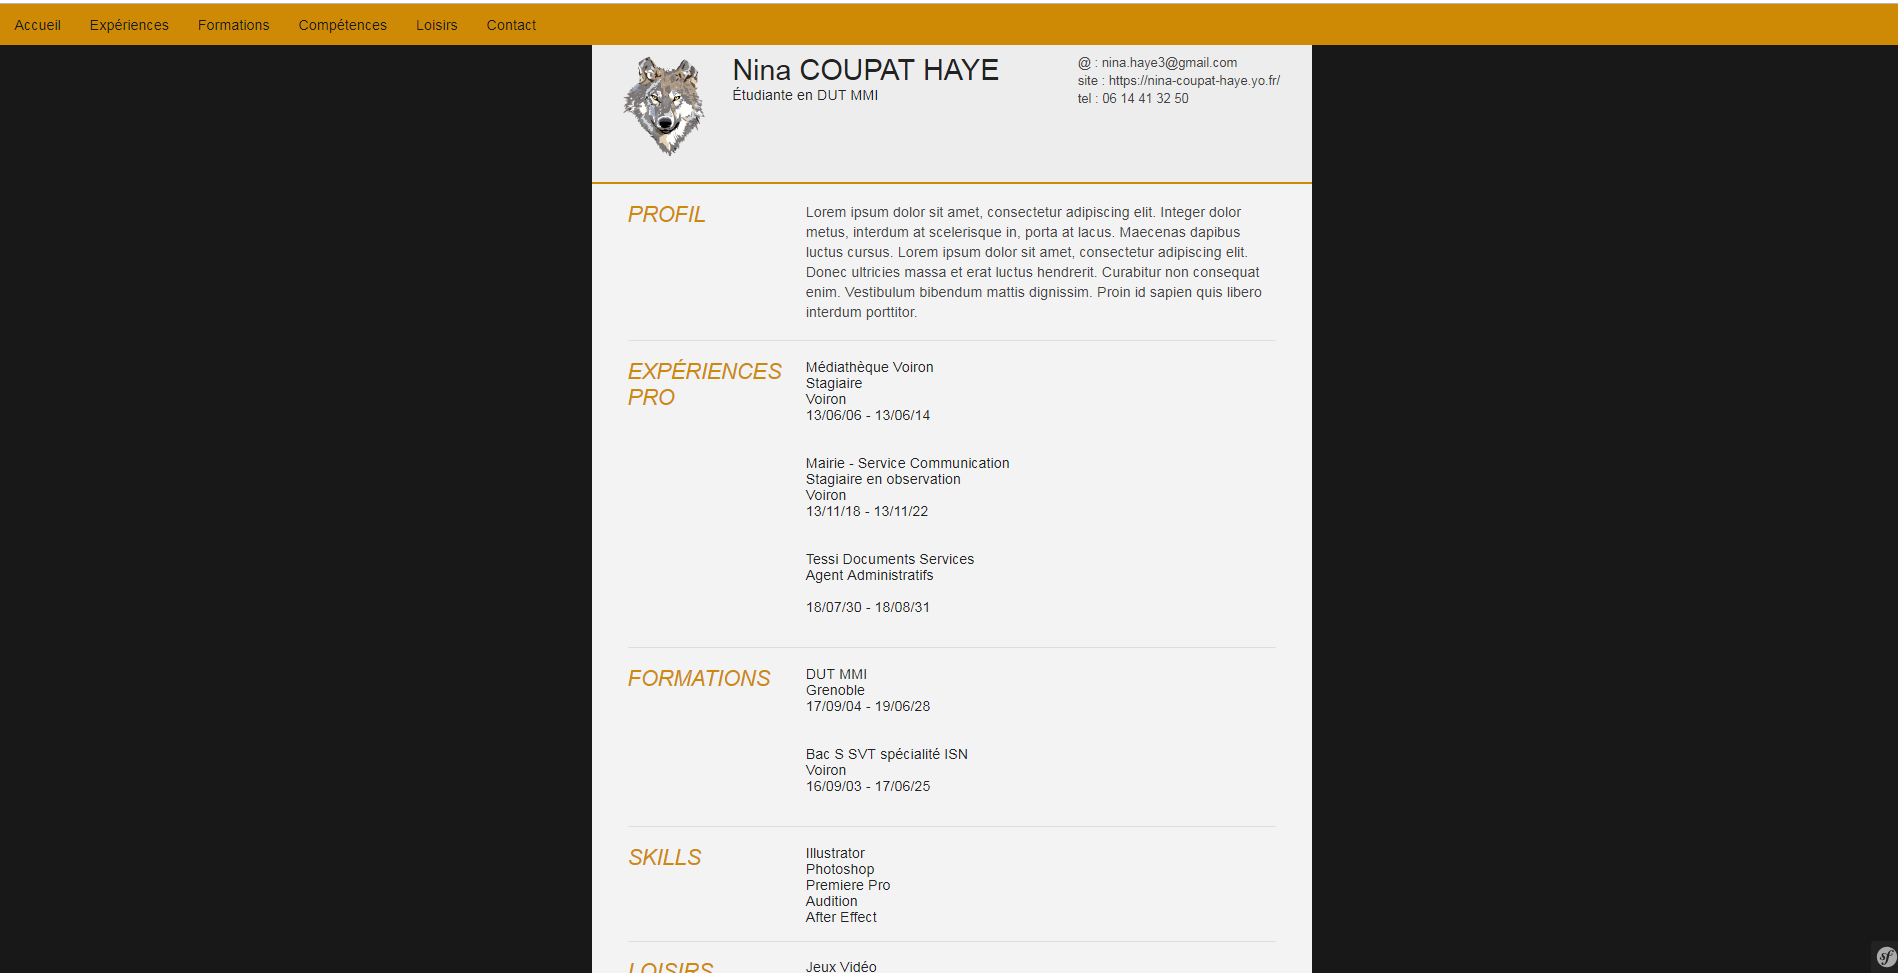 Accueil Expériences Formations Compétences Loisirs Contact
Nina COUPAT HAYE
Étudiante en DUT MMI
@ : nina.haye3@gmail.com
site : https://nina-coupat-haye.yo.fr/
tel : 06 14 41 32 50
PROFIL
Lorem ipsum dolor sit amet, consectetur adipiscing elit. Integer dolor
metus, interdum at scelerisque in, porta at lacus. Maecenas dapibus
luctus cursus. Lorem ipsum dolor sit amet, consectetur adipiscing elit.
Donec ultricies massa et erat luctus hendrerit. Curabitur non consequat
enim. Vestibulum bibendum mattis dignissim. Proin id sapien quis libero
interdum porttitor.
EXPÉRIENCES
PRO
Médiathèque Voiron
Stagiaire
Voiron
13/06/06 - 13/06/14
Mairie - Service Communication
Stagiaire en observation
Voiron
13/11/18 - 13/11/22
Tessi Documents Services
Agent Administratifs
18/07/30 - 18/08/31
FORMATIONS
DUT MMI
Grenoble
17/09/04 - 19/06/28
Bac S SVT spécialité ISN
Voiron
16/09/03 - 17/06/25
SKILLS
Illustrator
Photoshop
Premiere Pro
Audition
After Effect
LOISIRS
Jeux Vidéo
sf